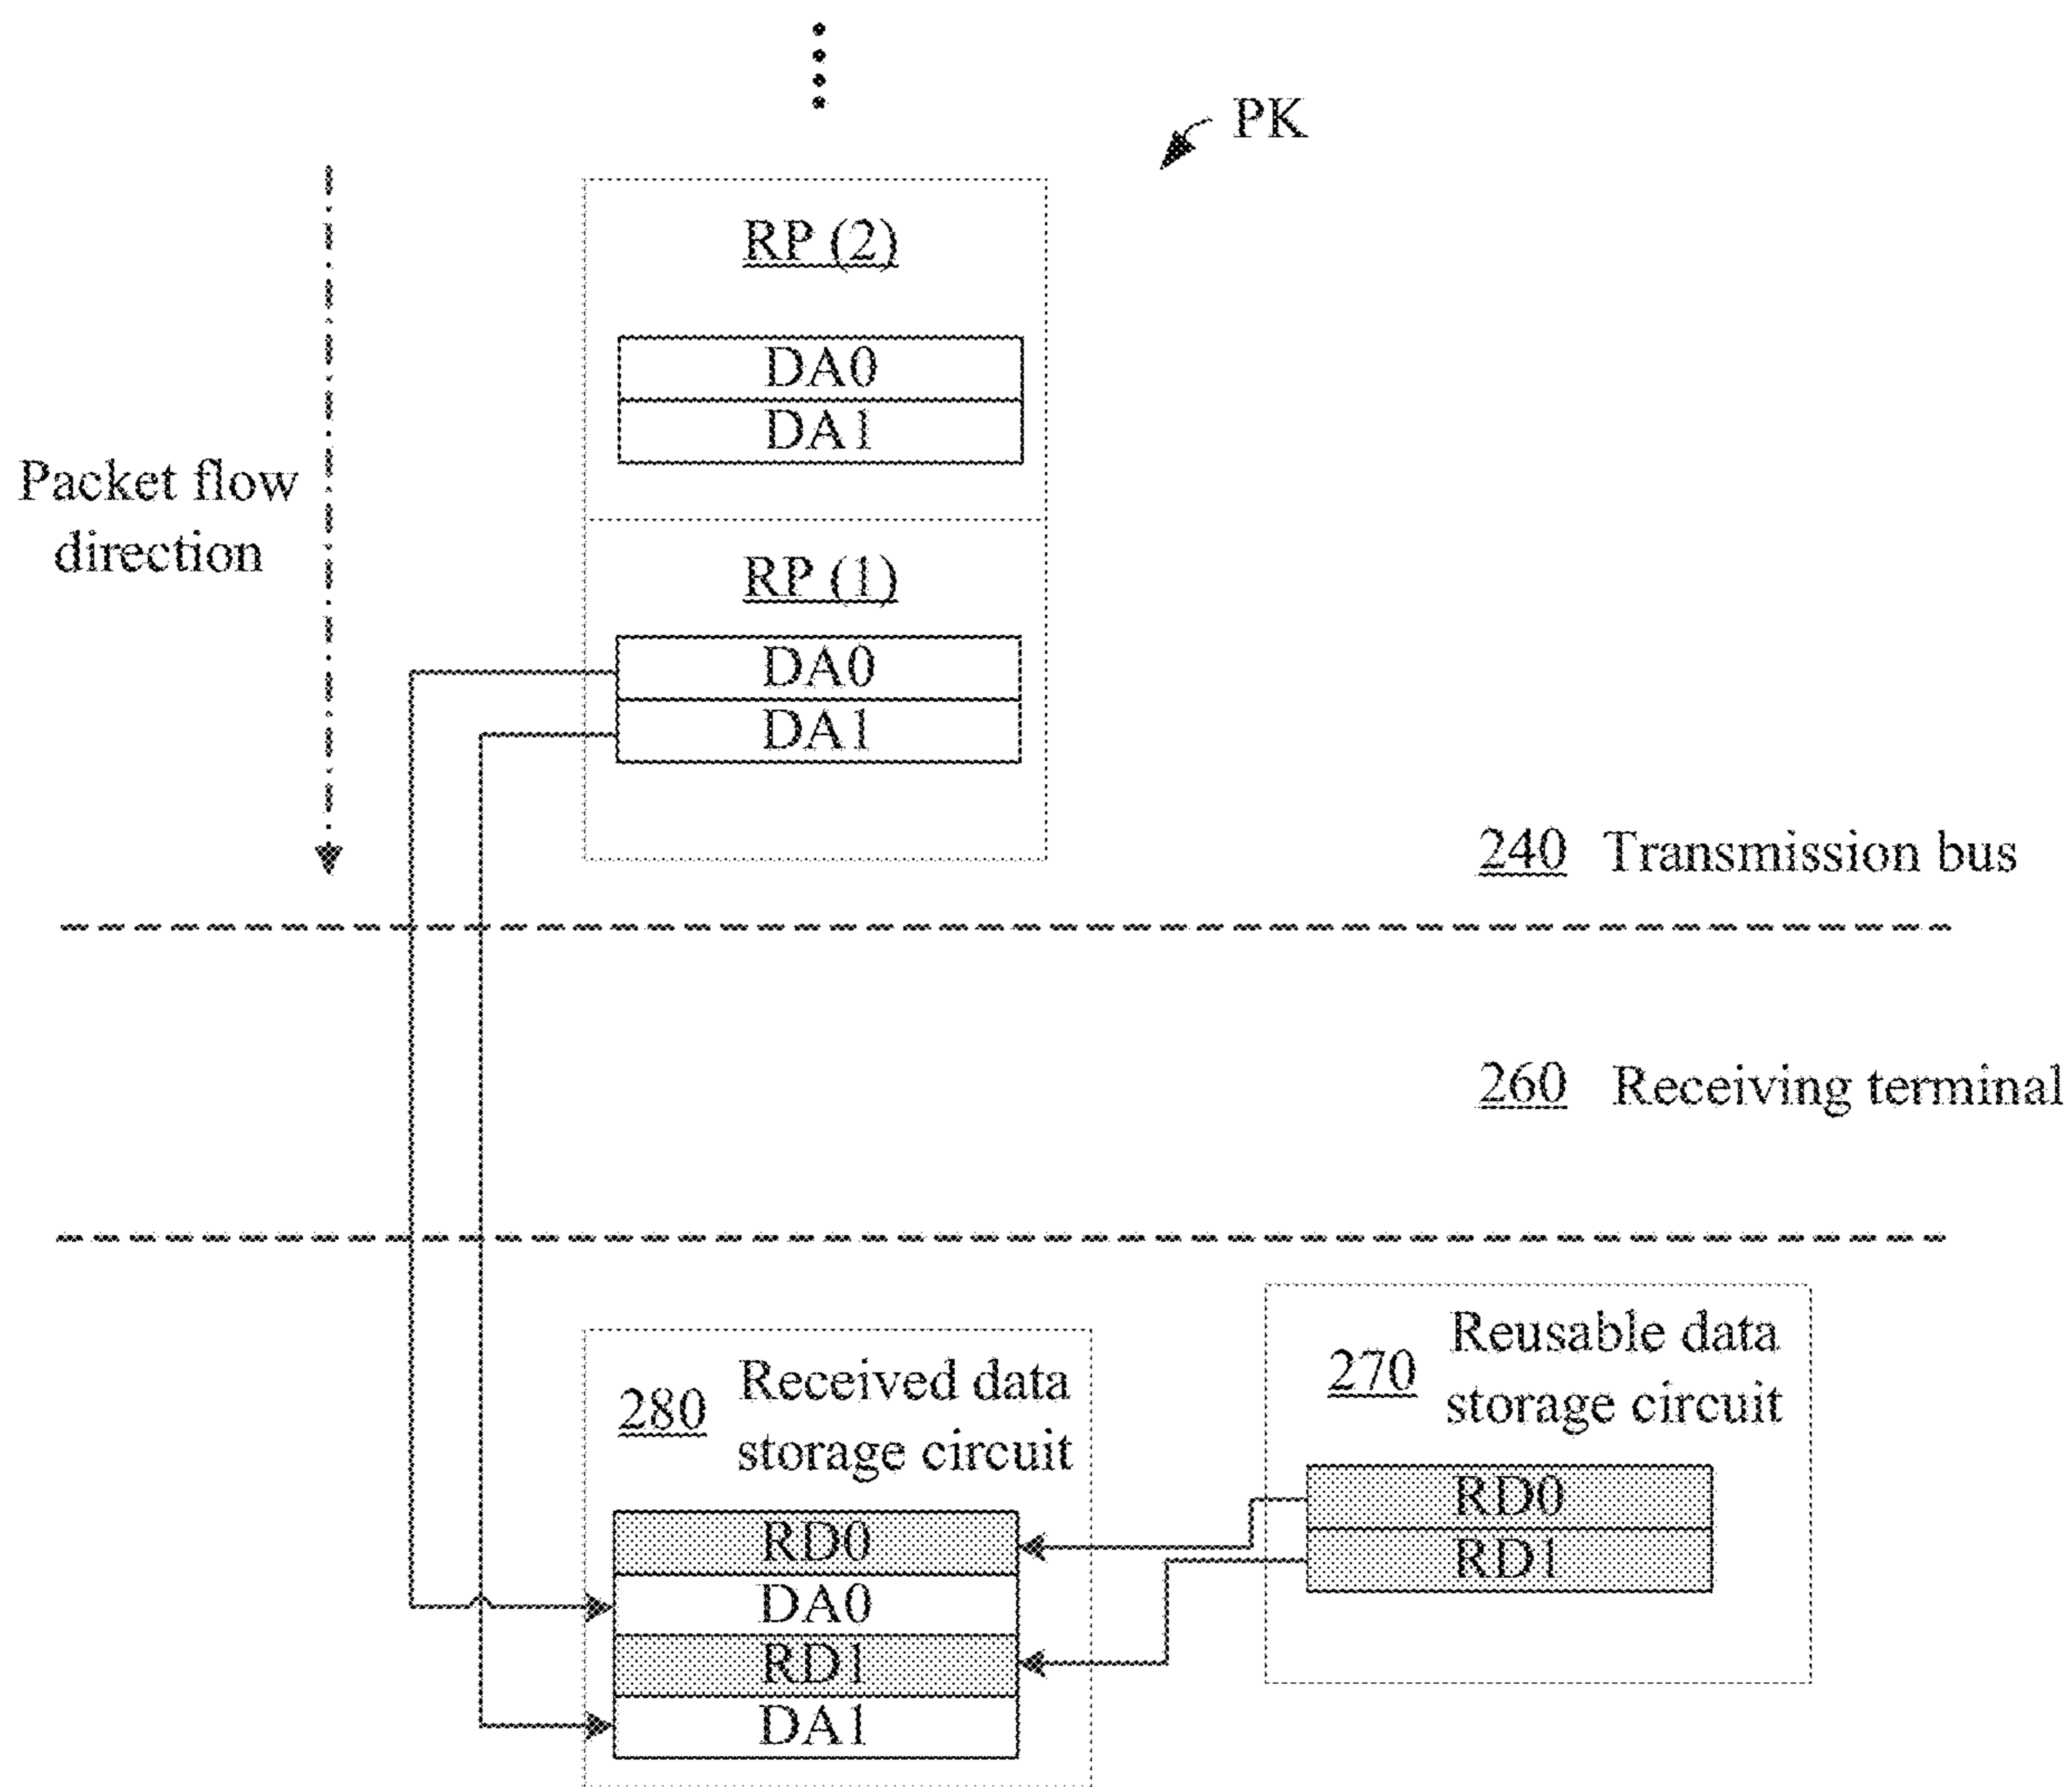 PK
RP (2)
DA0
DA1
Packet flow
direction
RP (1)
DA0
DA1
240 Transmission bus
260 Receiving terminal
280 Received data
storage circuit
RD0
DA0
RD1
DA1
270 Reusable data
storage circuit
RD0
RD1